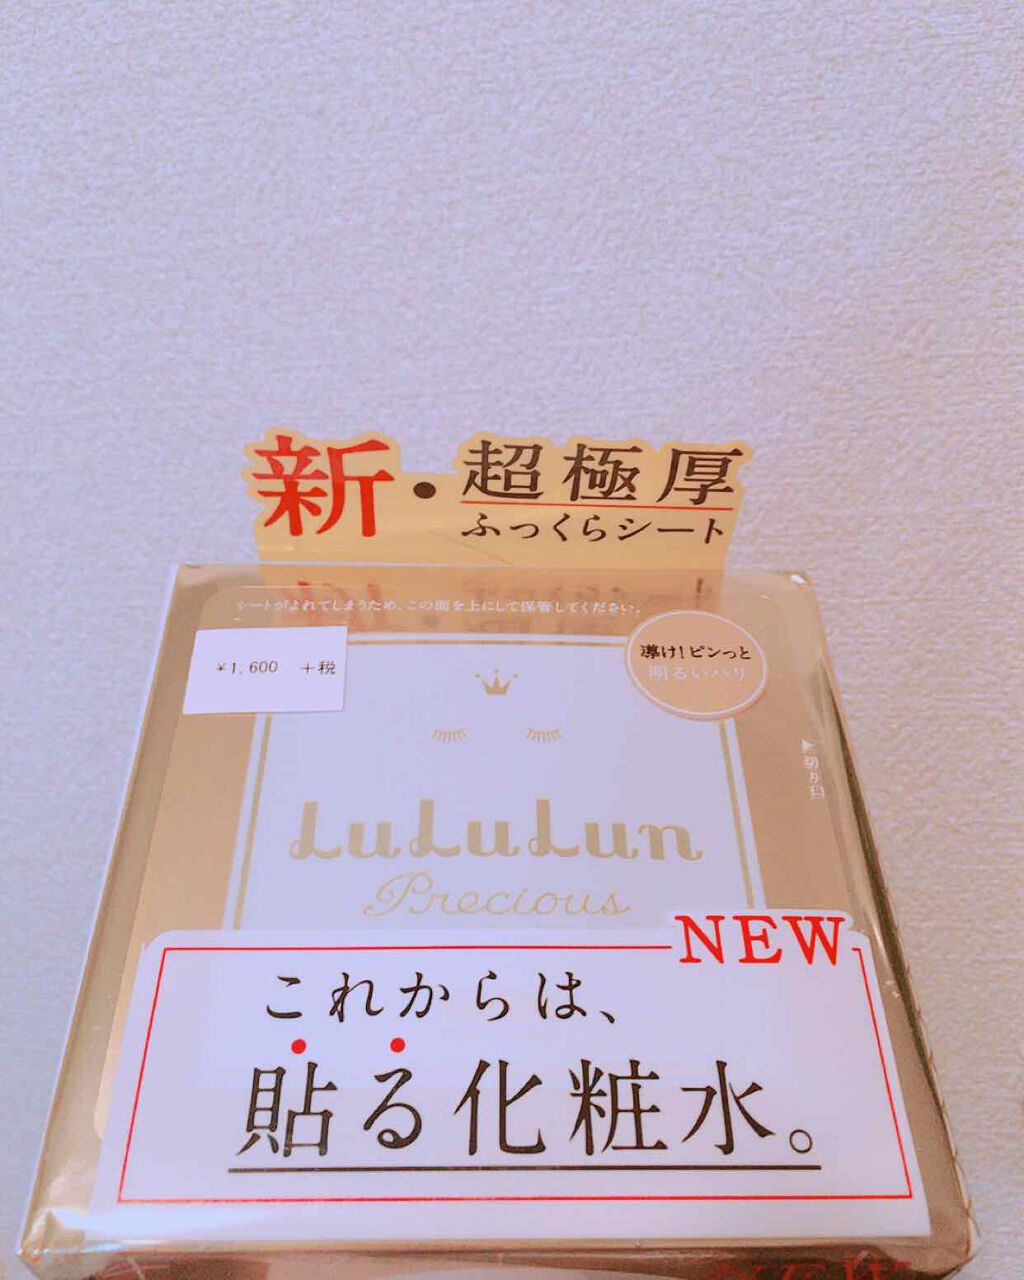 新・超極厚
ふっくらシート
シートがよれてしまうため、この面を上にして保管してください。
¥1,600 +税
導け!ピンっと
明るいハリ
▶切り口
LuLuLun
Precious
NEW
これからは、
貼る化粧水。
NEW